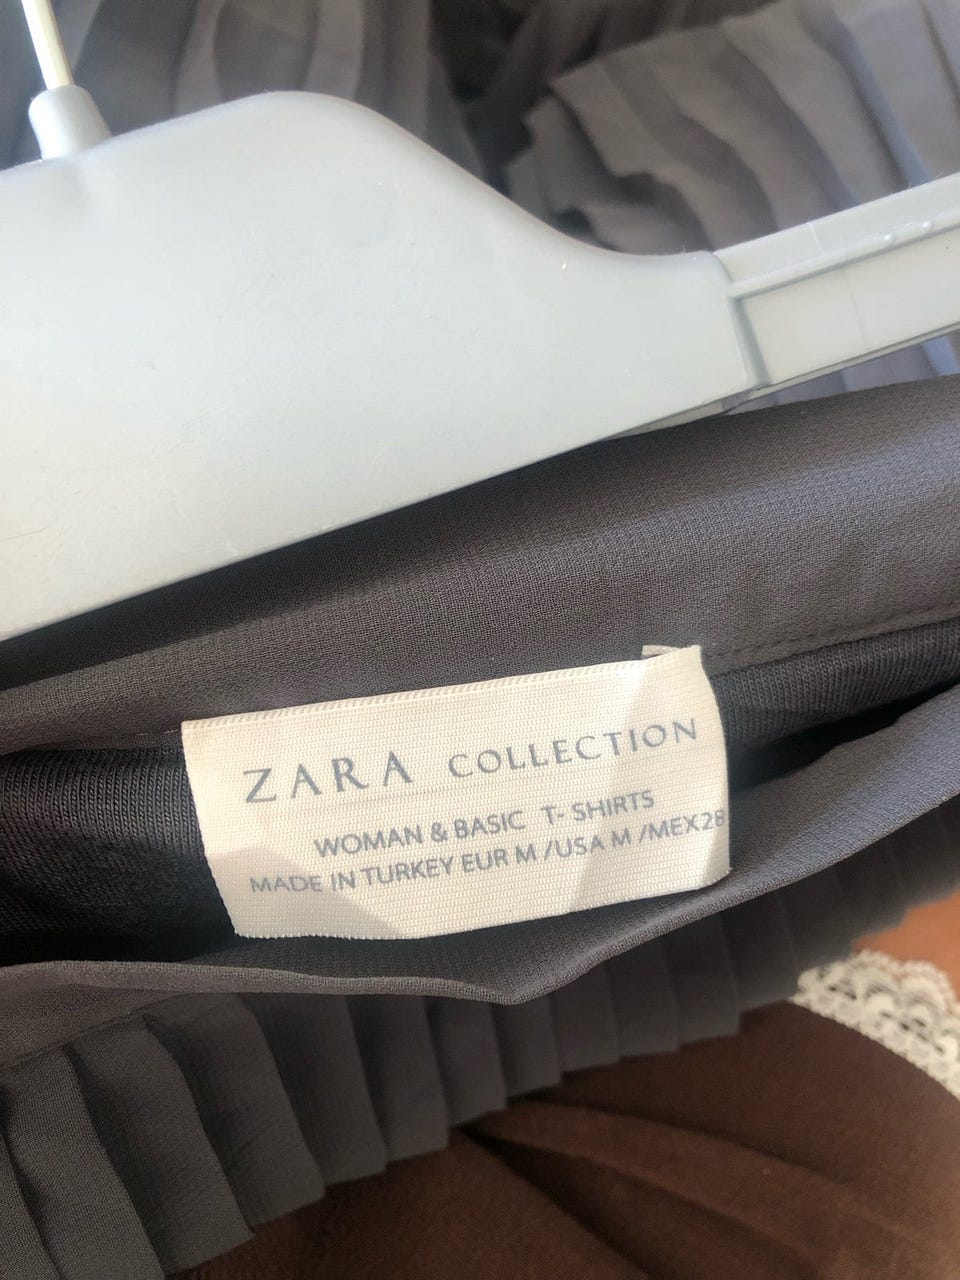 ZARA COLLECTION
WOMAN & BASIC T- SHIRTS
MADE IN TURKEY EUR M /USA M /MEX28